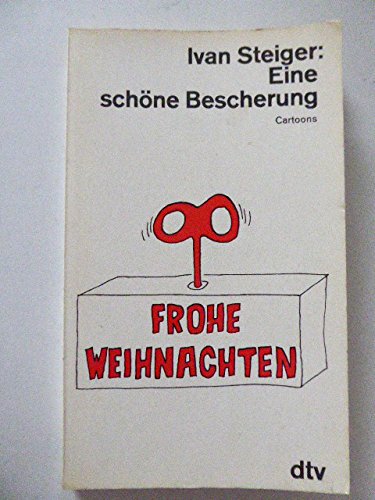 Ivan Steiger:
Eine
schöne Bescherung
Cartoons
FROHE
WEIHNACHTEN
dtv